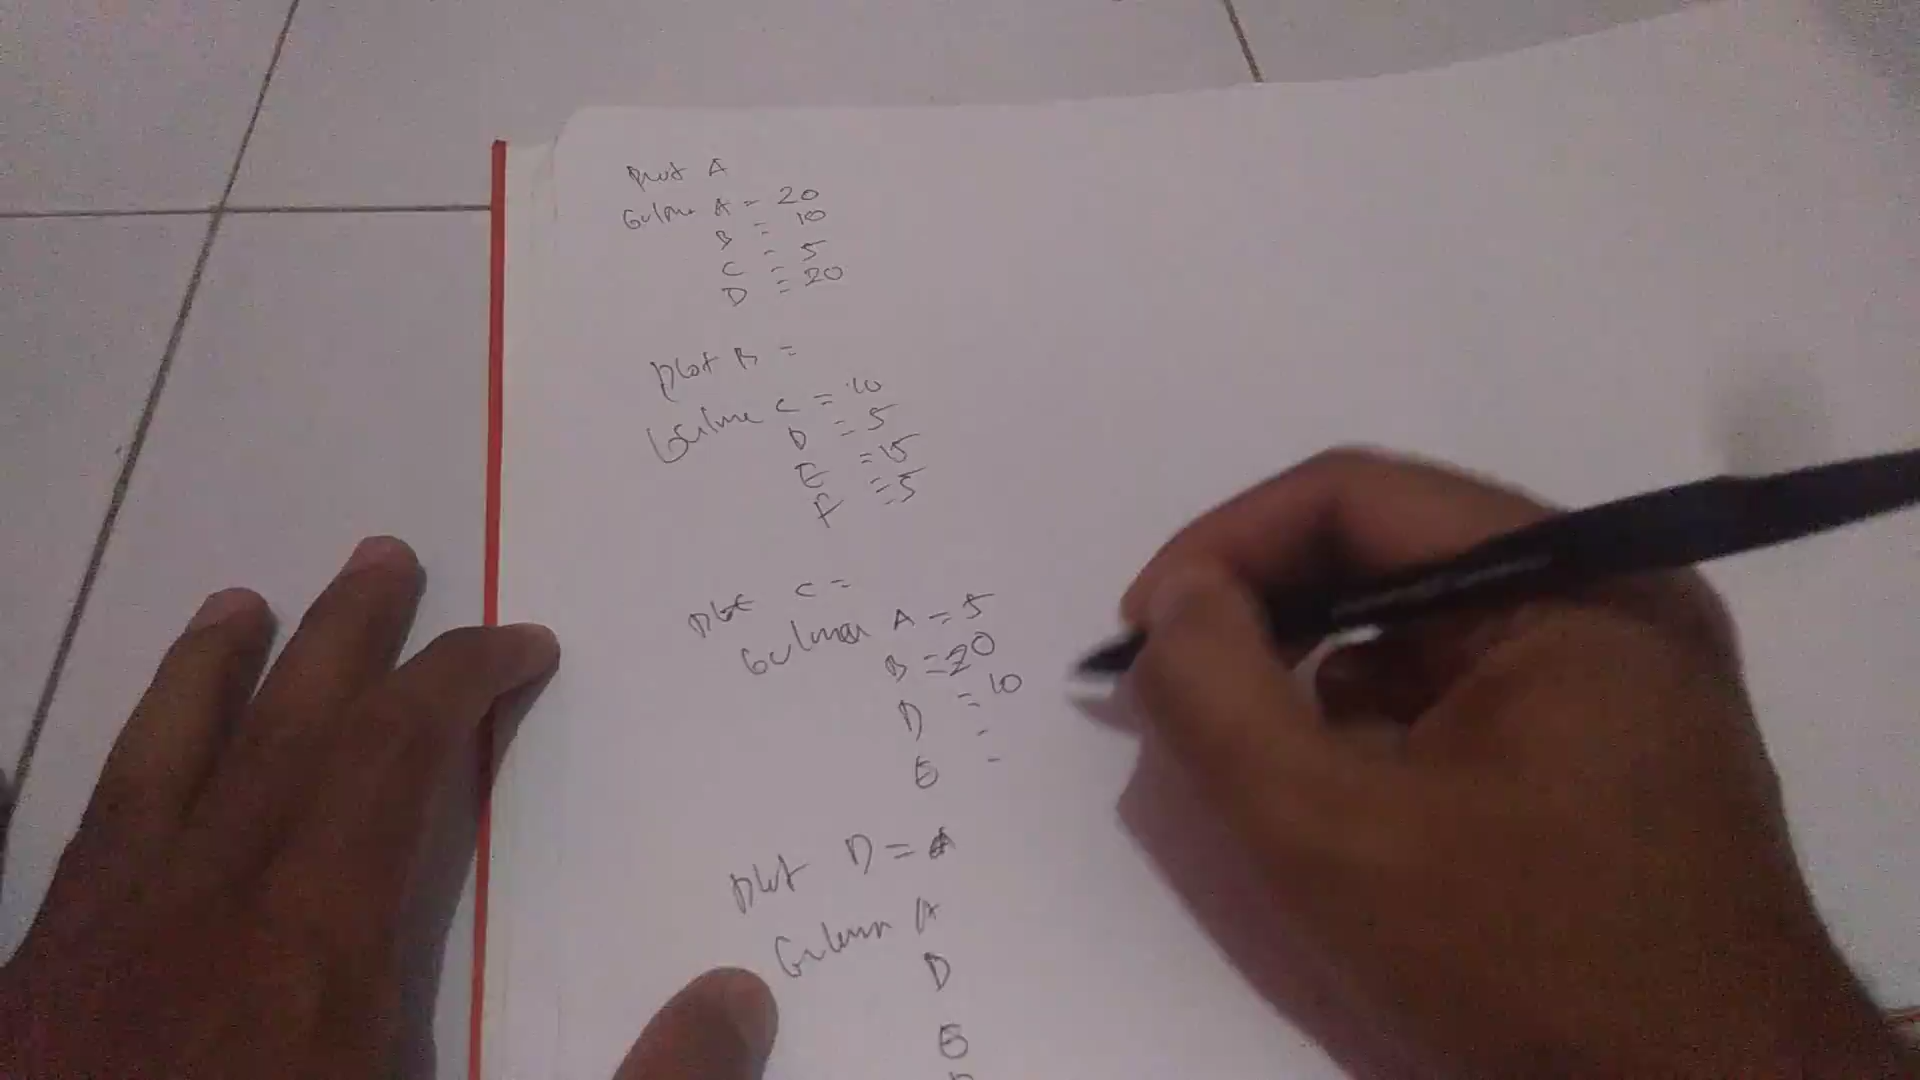 Plot A
Gulma A = 20
B = 10
C = 5
D = 20
Plot B =
Gulma C = 10
D = 5
E = 15
F = 5
Plot C =
Gulma A = 5
B = 20
D = 10
E =
Plot D = A
Gulma A
D
E